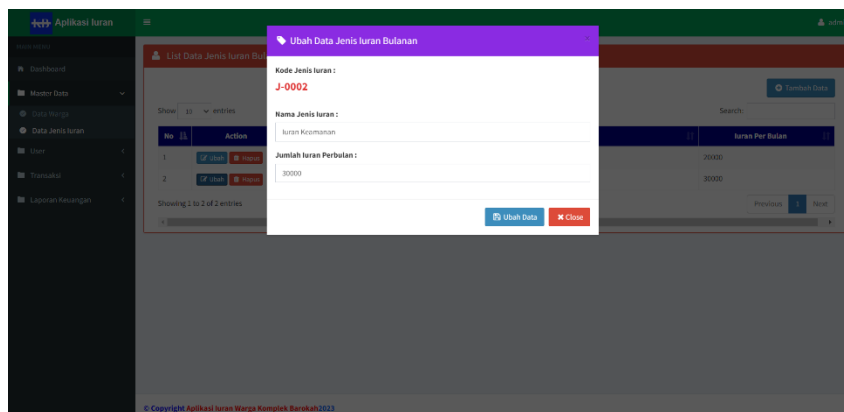 Aplikasi Iuran
adm
MAIN MENU
Dashboard
Master Data
Data Warga
Data Jenis Iuran
User
Transaksi
Laporan Keuangan
List Data Jenis Iuran Bul
Tambah Data
Show 10 entries
Search:
No Action Iuran Per Bulan
1 Ubah Hapus 20000
2 Ubah Hapus 30000
Showing 1 to 2 of 2 entries
Previous 1 Next
Ubah Data Jenis Iuran Bulanan
Kode Jenis Iuran :
J-0002
Nama Jenis Iuran :
Iuran Keamanan
Jumlah Iuran Perbulan :
30000
Ubah Data
Close
© Copyright Aplikasi Iuran Warga Komplek Barokah2023